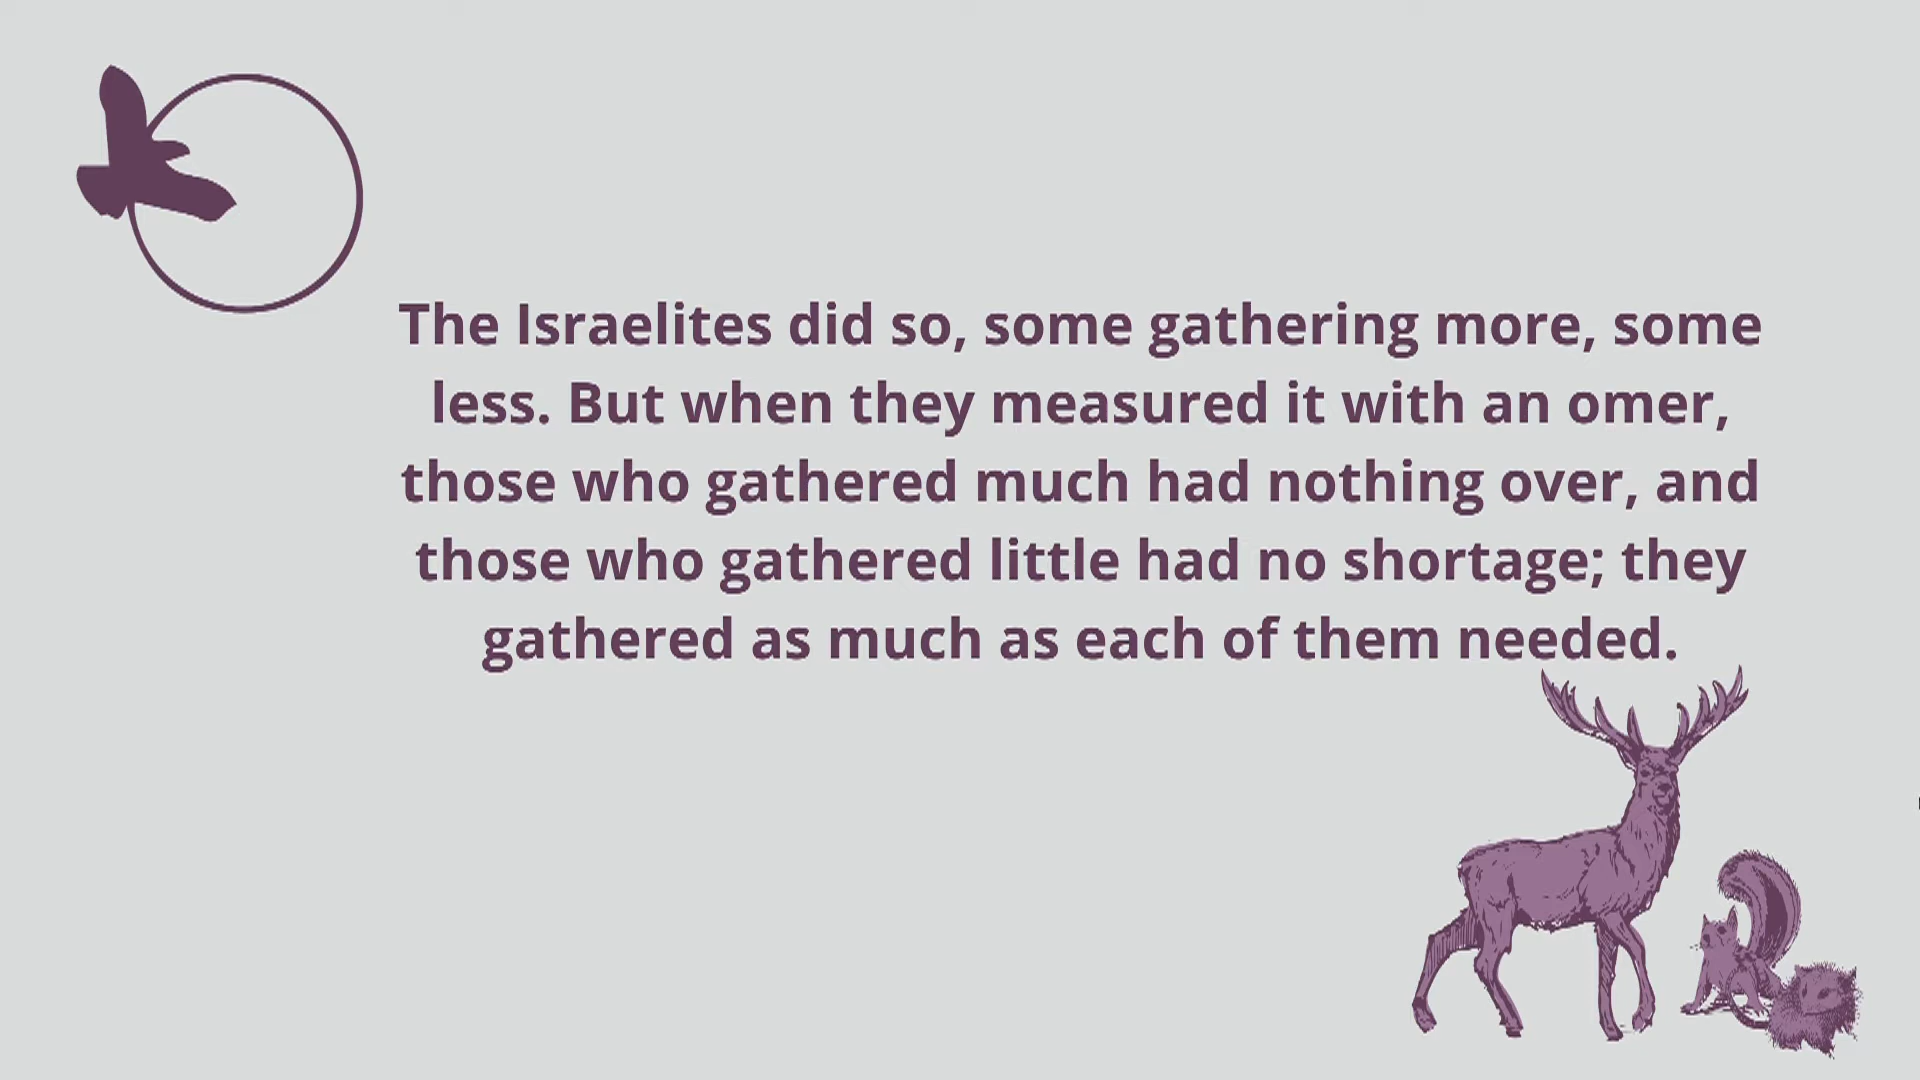 The Israelites did so, some gathering more, some
less. But when they measured it with an omer,
those who gathered much had nothing over, and
those who gathered little had no shortage; they
gathered as much as each of them needed.